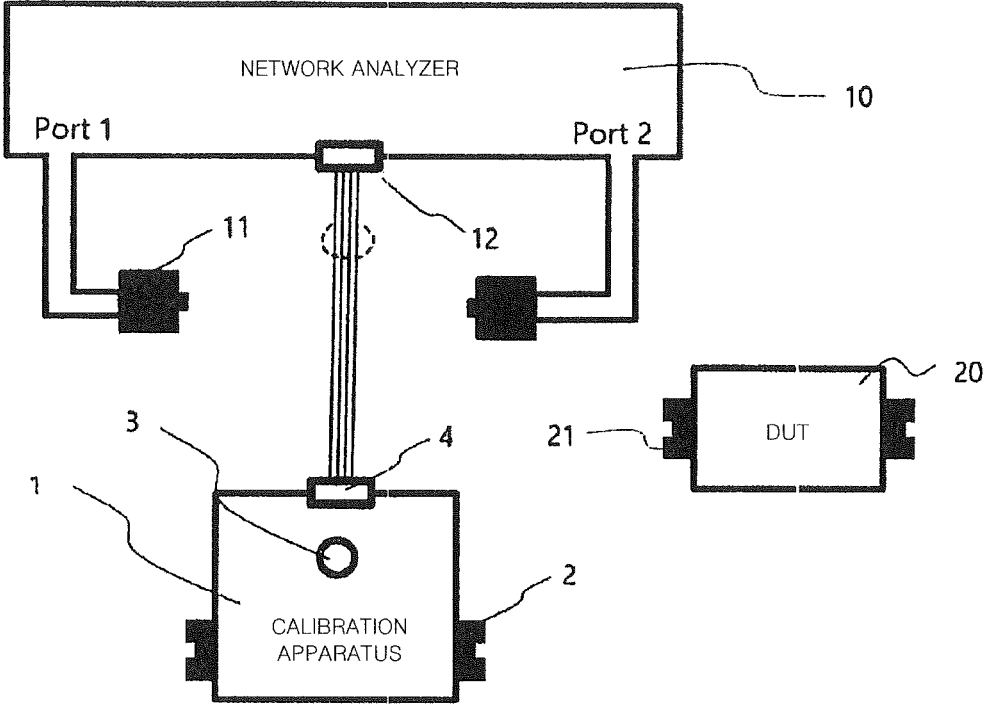 NETWORK ANALYZER
10
Port 1
Port 2
11
12
20
3
4
21
DUT
1
2
CALIBRATION
APPARATUS